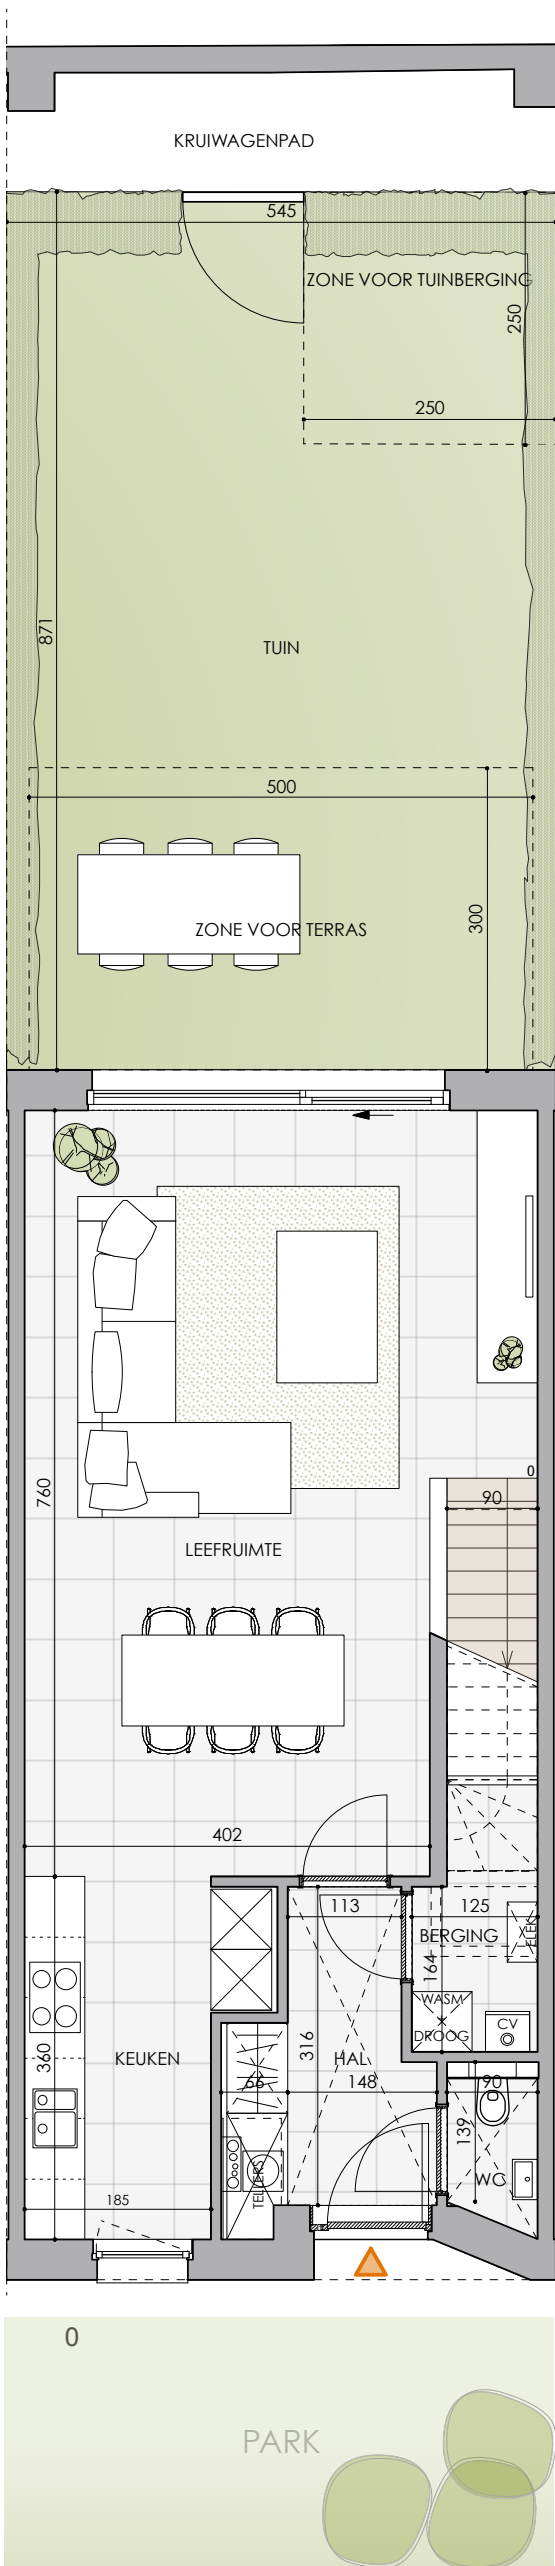 KRUIWAGENPAD
545
ZONE VOOR TUINBERGING
250
250
871
TUIN
500
300
ZONE VOOR TERRAS
760
0
90
LEEFRUIMTE
402
113
125
BERGING
ELEK
164
WASM
DROOG
CV
316
HAL
KEUKEN
360
66
148
90
139
WC
TELLERS
185
0
PARK